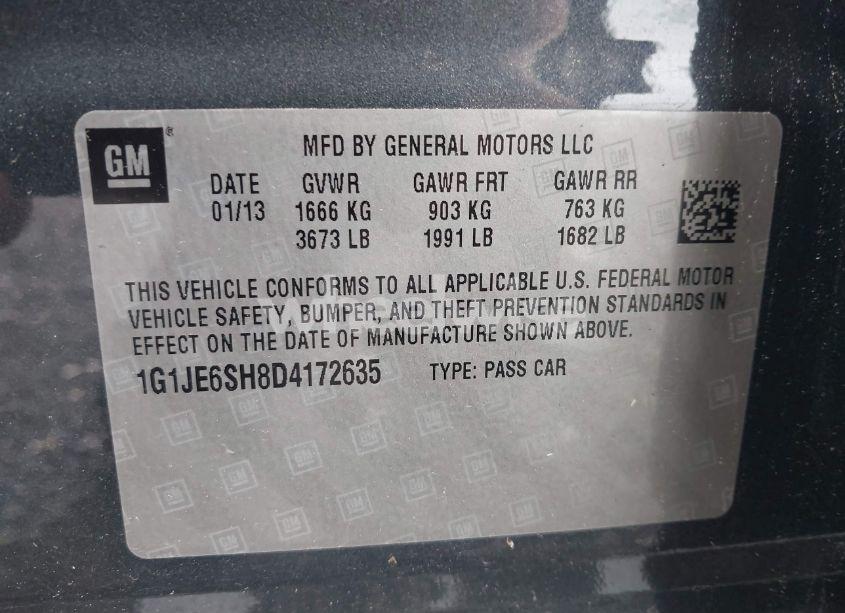 GM
MFD BY GENERAL MOTORS LLC
DATE GVWR GAWR FRT GAWR RR
01/13 1666 KG 903 KG 763 KG
3673 LB 1991 LB 1682 LB
THIS VEHICLE CONFORMS TO ALL APPLICABLE U.S. FEDERAL MOTOR
VEHICLE SAFETY, BUMPER, AND THEFT PREVENTION STANDARDS IN
EFFECT ON THE DATE OF MANUFACTURE SHOWN ABOVE.
1G1JE6SH8D4172635 TYPE: PASS CAR